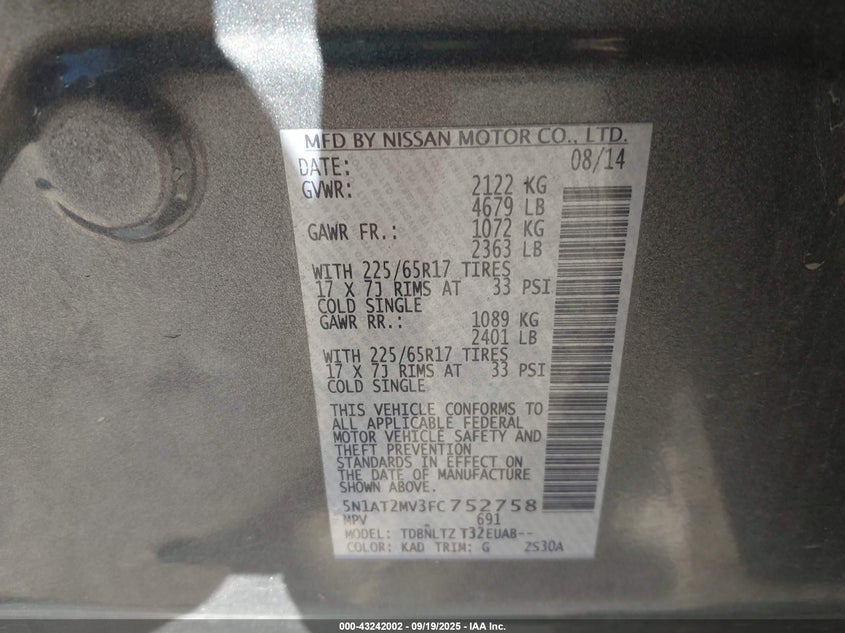 MFD BY NISSAN MOTOR CO., LTD.
DATE: 08/14
GVWR: 2122 KG
4679 LB
GAWR FR.: 1072 KG
2363 LB
WITH 225/65R17 TIRES
17 X 7J RIMS AT 33 PSI
COLD SINGLE
GAWR RR.: 1089 KG
2401 LB
WITH 225/65R17 TIRES
17 X 7J RIMS AT 33 PSI
COLD SINGLE
THIS VEHICLE CONFORMS TO
ALL APPLICABLE FEDERAL
MOTOR VEHICLE SAFETY AND
THEFT PREVENTION
STANDARDS IN EFFECT ON
THE DATE OF MANUFACTURE
SHOWN ABOVE.
5N1AT2MV3FC752758
MPV 691
MODEL: TDBNLTZ T32EUAB--
COLOR: KAD TRIM: G 2S30A
000-43242002 - 09/19/2025 - IAA Inc.